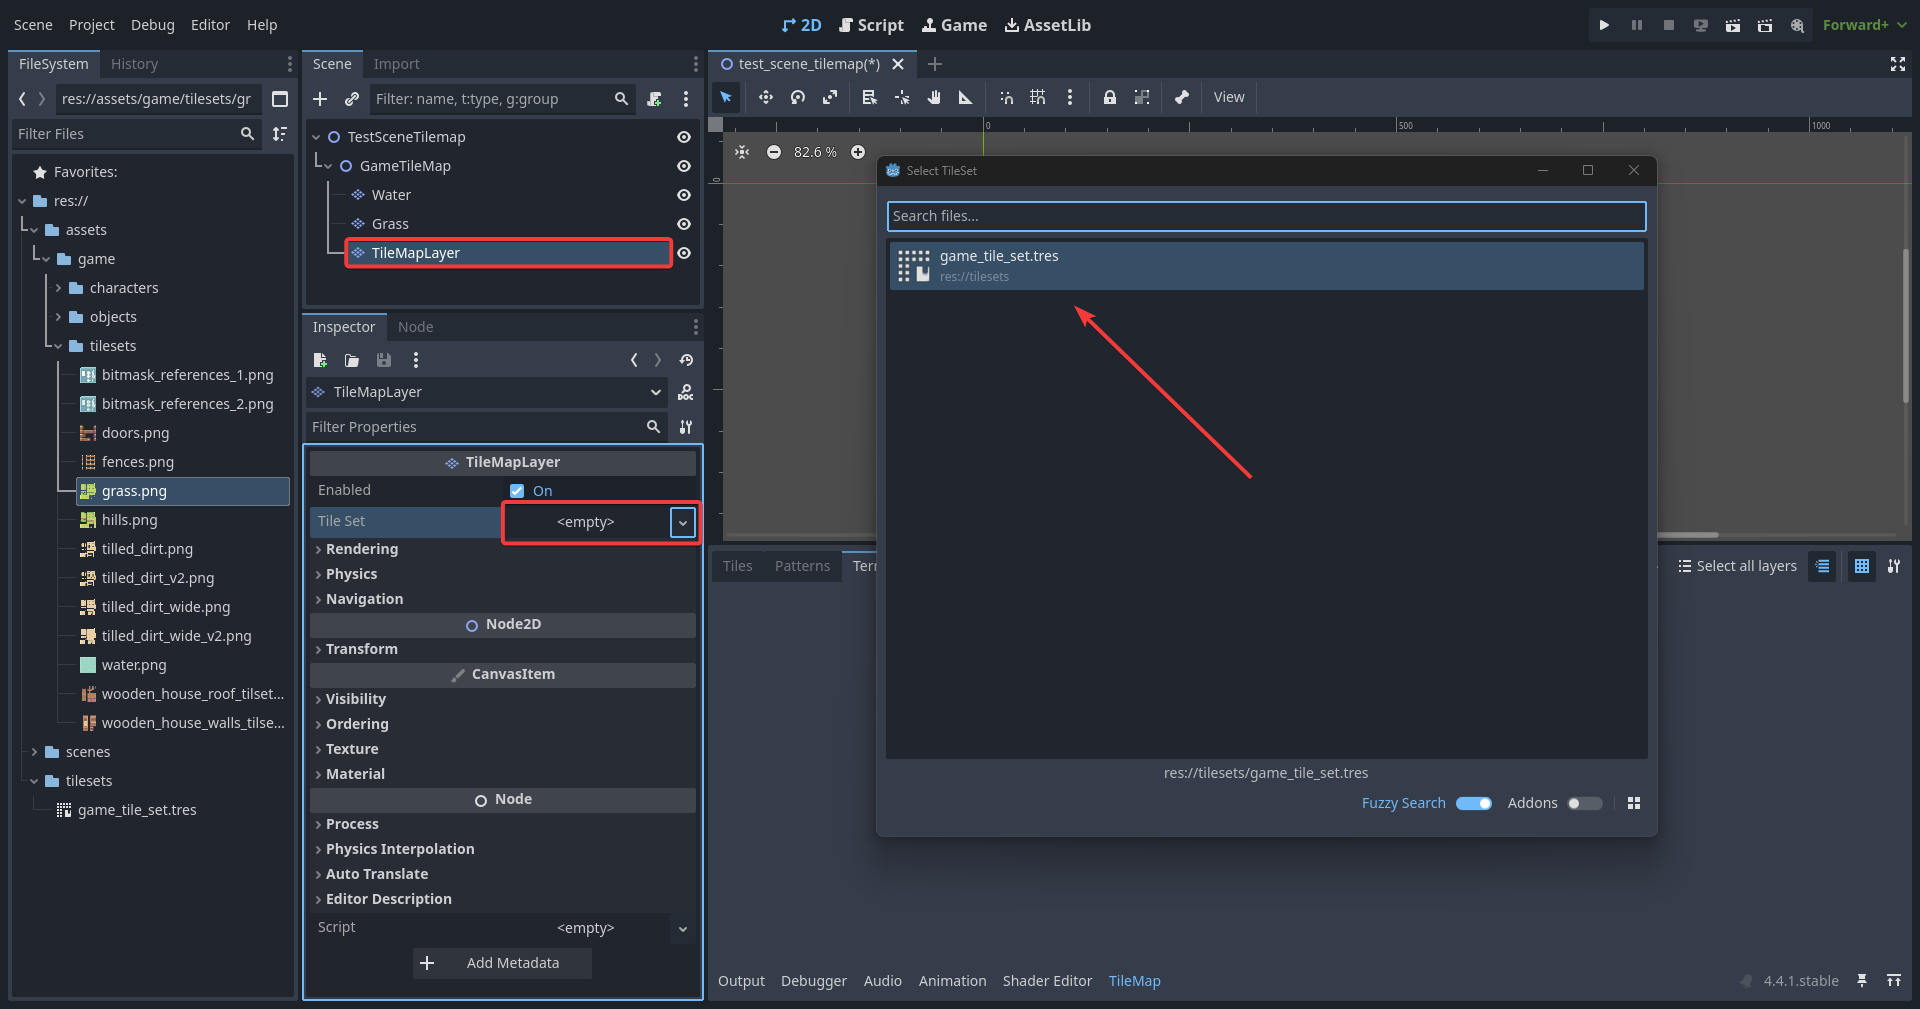 Scene Project Debug Editor Help
2D Script Game AssetLib
Forward+
FileSystem History
res://assets/game/tilesets/gr
Filter Files
Favorites:
res://
assets
game
characters
objects
tilesets
bitmask_references_1.png
bitmask_references_2.png
doors.png
fences.png
grass.png
hills.png
tilled_dirt.png
tilled_dirt_v2.png
tilled_dirt_wide.png
tilled_dirt_wide_v2.png
water.png
wooden_house_roof_tilset...
wooden_house_walls_tilse...
scenes
tilesets
game_tile_set.tres
Scene Import
Filter: name, t:type, g:group
TestSceneTilemap
GameTileMap
Water
Grass
TileMapLayer
Inspector Node
TileMapLayer
DOC
Filter Properties
TileMapLayer
Enabled On
Tile Set <empty>
Rendering
Physics
Navigation
Node2D
Transform
CanvasItem
Visibility
Ordering
Texture
Material
Node
Process
Physics Interpolation
Auto Translate
Editor Description
Script <empty>
Add Metadata
test_scene_tilemap(*)
View
0 500 1000
0
82.6 %
Select TileSet
Search files...
game_tile_set.tres
res://tilesets
res://tilesets/game_tile_set.tres
Fuzzy Search Addons
Tiles Patterns Terr
Select all layers
Output Debugger Audio Animation Shader Editor TileMap
4.4.1.stable